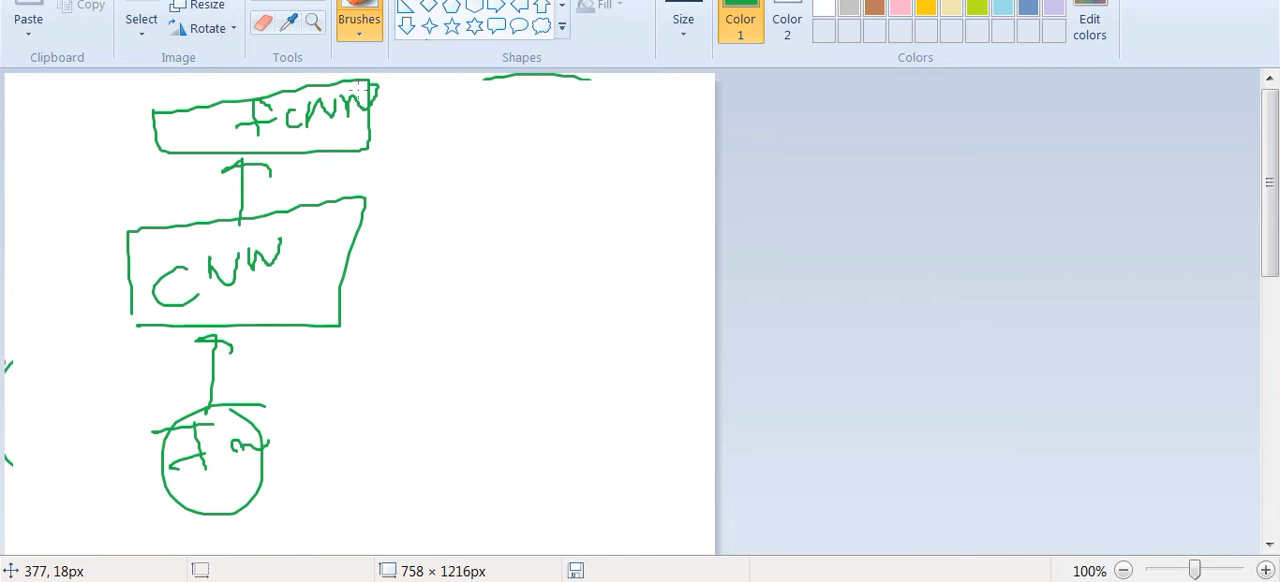 Paste
Copy
Select
Resize
Rotate
Brushes
Size
Color 1
Color 2
Fill
Edit colors
Clipboard
Image
Tools
Shapes
Colors
I CNN
CNN
I m
377, 18px
758 × 1216px
100%